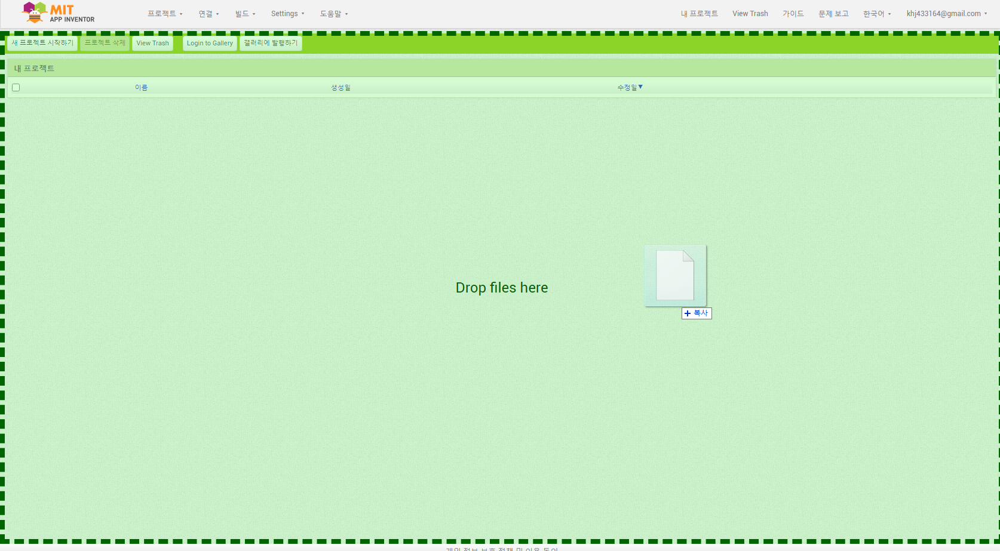 MIT
APP INVENTOR
프로젝트 연결 빌드 Settings 도움말 내 프로젝트 View Trash 가이드 문제 보고 한국어 khj433164@gmail.com
새 프로젝트 시작하기 프로젝트 삭제 View Trash Login to Gallery 갤러리에 발행하기
내 프로젝트
이름 생성일 수정일▼
Drop files here
+ 복사
개인 정보 보호 정책 및 이용 동의